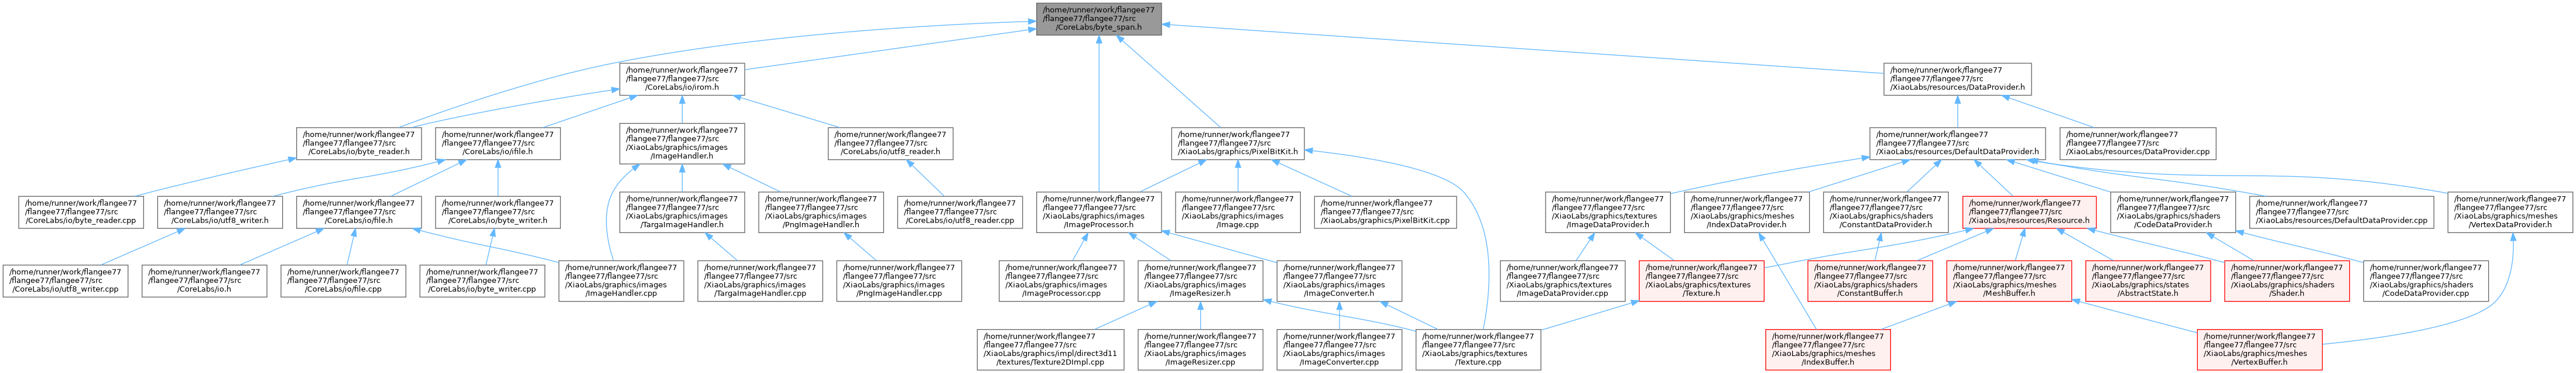 /home/runner/work/flangee77
/flangee77/flangee77/src
/CoreLabs/byte_span.h
/home/runner/work/flangee77
/flangee77/flangee77/src
/CoreLabs/io/irom.h
/home/runner/work/flangee77
/flangee77/flangee77/src
/XiaoLabs/resources/DataProvider.h
/home/runner/work/flangee77
/flangee77/flangee77/src
/CoreLabs/io/byte_reader.h
/home/runner/work/flangee77
/flangee77/flangee77/src
/CoreLabs/io/ifile.h
/home/runner/work/flangee77
/flangee77/flangee77/src
/XiaoLabs/graphics/images
/ImageHandler.h
/home/runner/work/flangee77
/flangee77/flangee77/src
/CoreLabs/io/utf8_reader.h
/home/runner/work/flangee77
/flangee77/flangee77/src
/XiaoLabs/graphics/PixelBitKit.h
/home/runner/work/flangee77
/flangee77/flangee77/src
/XiaoLabs/resources/DefaultDataProvider.h
/home/runner/work/flangee77
/flangee77/flangee77/src
/XiaoLabs/resources/DataProvider.cpp
/home/runner/work/flangee77
/flangee77/flangee77/src
/CoreLabs/io/byte_reader.cpp
/home/runner/work/flangee77
/flangee77/flangee77/src
/CoreLabs/io/utf8_writer.h
/home/runner/work/flangee77
/flangee77/flangee77/src
/CoreLabs/io/file.h
/home/runner/work/flangee77
/flangee77/flangee77/src
/CoreLabs/io/byte_writer.h
/home/runner/work/flangee77
/flangee77/flangee77/src
/XiaoLabs/graphics/images
/TargaImageHandler.h
/home/runner/work/flangee77
/flangee77/flangee77/src
/XiaoLabs/graphics/images
/PngImageHandler.h
/home/runner/work/flangee77
/flangee77/flangee77/src
/CoreLabs/io/utf8_reader.cpp
/home/runner/work/flangee77
/flangee77/flangee77/src
/XiaoLabs/graphics/images
/ImageProcessor.h
/home/runner/work/flangee77
/flangee77/flangee77/src
/XiaoLabs/graphics/images
/Image.cpp
/home/runner/work/flangee77
/flangee77/flangee77/src
/XiaoLabs/graphics/PixelBitKit.cpp
/home/runner/work/flangee77
/flangee77/flangee77/src
/XiaoLabs/graphics/textures
/ImageDataProvider.h
/home/runner/work/flangee77
/flangee77/flangee77/src
/XiaoLabs/graphics/meshes
/IndexDataProvider.h
/home/runner/work/flangee77
/flangee77/flangee77/src
/XiaoLabs/graphics/shaders
/ConstantDataProvider.h
/home/runner/work/flangee77
/flangee77/flangee77/src
/XiaoLabs/resources/Resource.h
/home/runner/work/flangee77
/flangee77/flangee77/src
/XiaoLabs/graphics/shaders
/CodeDataProvider.h
/home/runner/work/flangee77
/flangee77/flangee77/src
/XiaoLabs/resources/DefaultDataProvider.cpp
/home/runner/work/flangee77
/flangee77/flangee77/src
/XiaoLabs/graphics/meshes
/VertexDataProvider.h
/home/runner/work/flangee77
/flangee77/flangee77/src
/CoreLabs/io/utf8_writer.cpp
/home/runner/work/flangee77
/flangee77/flangee77/src
/CoreLabs/io.h
/home/runner/work/flangee77
/flangee77/flangee77/src
/CoreLabs/io/file.cpp
/home/runner/work/flangee77
/flangee77/flangee77/src
/CoreLabs/io/byte_writer.cpp
/home/runner/work/flangee77
/flangee77/flangee77/src
/XiaoLabs/graphics/images
/ImageHandler.cpp
/home/runner/work/flangee77
/flangee77/flangee77/src
/XiaoLabs/graphics/images
/TargaImageHandler.cpp
/home/runner/work/flangee77
/flangee77/flangee77/src
/XiaoLabs/graphics/images
/PngImageHandler.cpp
/home/runner/work/flangee77
/flangee77/flangee77/src
/XiaoLabs/graphics/images
/ImageProcessor.cpp
/home/runner/work/flangee77
/flangee77/flangee77/src
/XiaoLabs/graphics/images
/ImageResizer.h
/home/runner/work/flangee77
/flangee77/flangee77/src
/XiaoLabs/graphics/images
/ImageConverter.h
/home/runner/work/flangee77
/flangee77/flangee77/src
/XiaoLabs/graphics/textures
/ImageDataProvider.cpp
/home/runner/work/flangee77
/flangee77/flangee77/src
/XiaoLabs/graphics/textures
/Texture.h
/home/runner/work/flangee77
/flangee77/flangee77/src
/XiaoLabs/graphics/shaders
/ConstantBuffer.h
/home/runner/work/flangee77
/flangee77/flangee77/src
/XiaoLabs/graphics/meshes
/MeshBuffer.h
/home/runner/work/flangee77
/flangee77/flangee77/src
/XiaoLabs/graphics/states
/AbstractState.h
/home/runner/work/flangee77
/flangee77/flangee77/src
/XiaoLabs/graphics/shaders
/Shader.h
/home/runner/work/flangee77
/flangee77/flangee77/src
/XiaoLabs/graphics/shaders
/CodeDataProvider.cpp
/home/runner/work/flangee77
/flangee77/flangee77/src
/XiaoLabs/graphics/impl/direct3d11
/textures/Texture2DImpl.cpp
/home/runner/work/flangee77
/flangee77/flangee77/src
/XiaoLabs/graphics/images
/ImageResizer.cpp
/home/runner/work/flangee77
/flangee77/flangee77/src
/XiaoLabs/graphics/images
/ImageConverter.cpp
/home/runner/work/flangee77
/flangee77/flangee77/src
/XiaoLabs/graphics/textures
/Texture.cpp
/home/runner/work/flangee77
/flangee77/flangee77/src
/XiaoLabs/graphics/meshes
/IndexBuffer.h
/home/runner/work/flangee77
/flangee77/flangee77/src
/XiaoLabs/graphics/meshes
/VertexBuffer.h